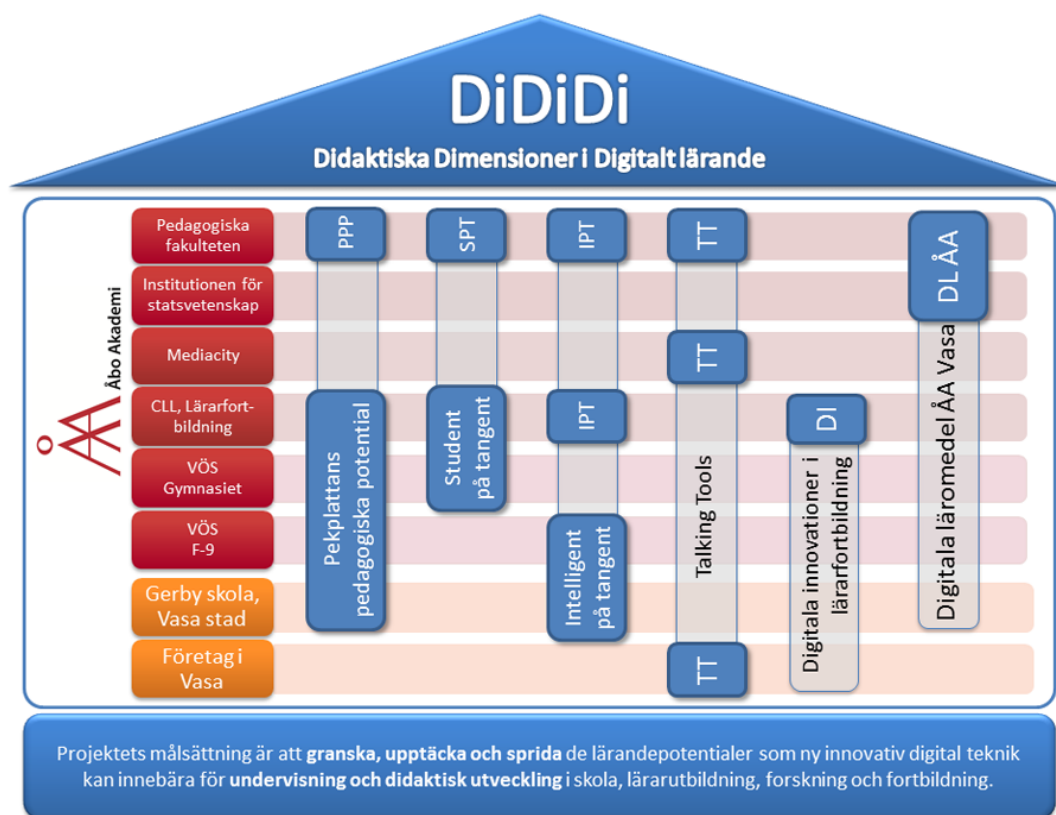 DiDiDi
Didaktiska Dimensioner i Digitalt lärande
Åbo Akademi
Pedagogiska
fakulteten
Institutionen för
statsvetenskap
Mediacity
CLL, Lärarfort-
bildning
VÖS
Gymnasiet
VÖS
F-9
Gerby skola,
Vasa stad
Företag i
Vasa
PPP
Pekplattans
pedagogiska potential
SPT
Student
på tangent
IPT
IPT
Intelligent
på tangent
TT
TT
Talking Tools
TT
DI
Digitala innovationer i
lärarfortbildning
DL ÅA
Digitala läromedel ÅA Vasa
Projektets målsättning är att granska, upptäcka och sprida de lärandepotentialer som ny innovativ digital teknik
kan innebära för undervisning och didaktisk utveckling i skola, lärarutbildning, forskning och fortbildning.